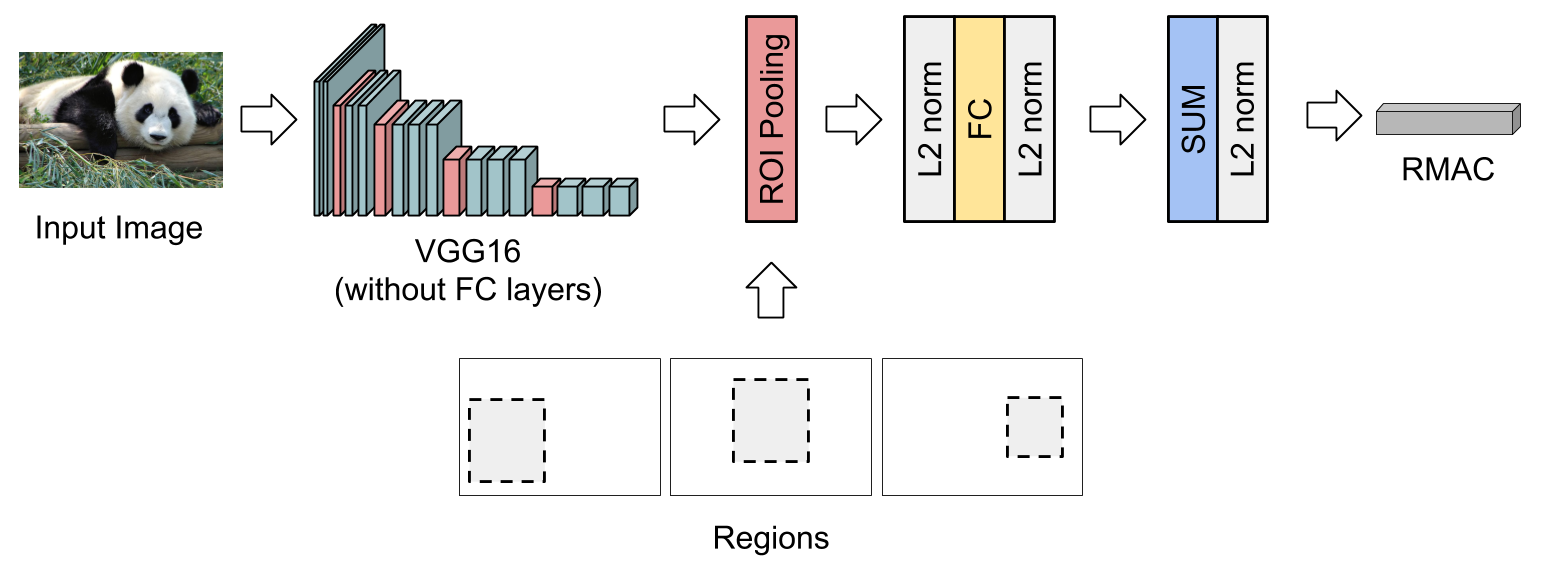 Input Image
VGG16
(without FC layers)
ROI Pooling
L2 norm
FC
L2 norm
SUM
L2 norm
RMAC
Regions